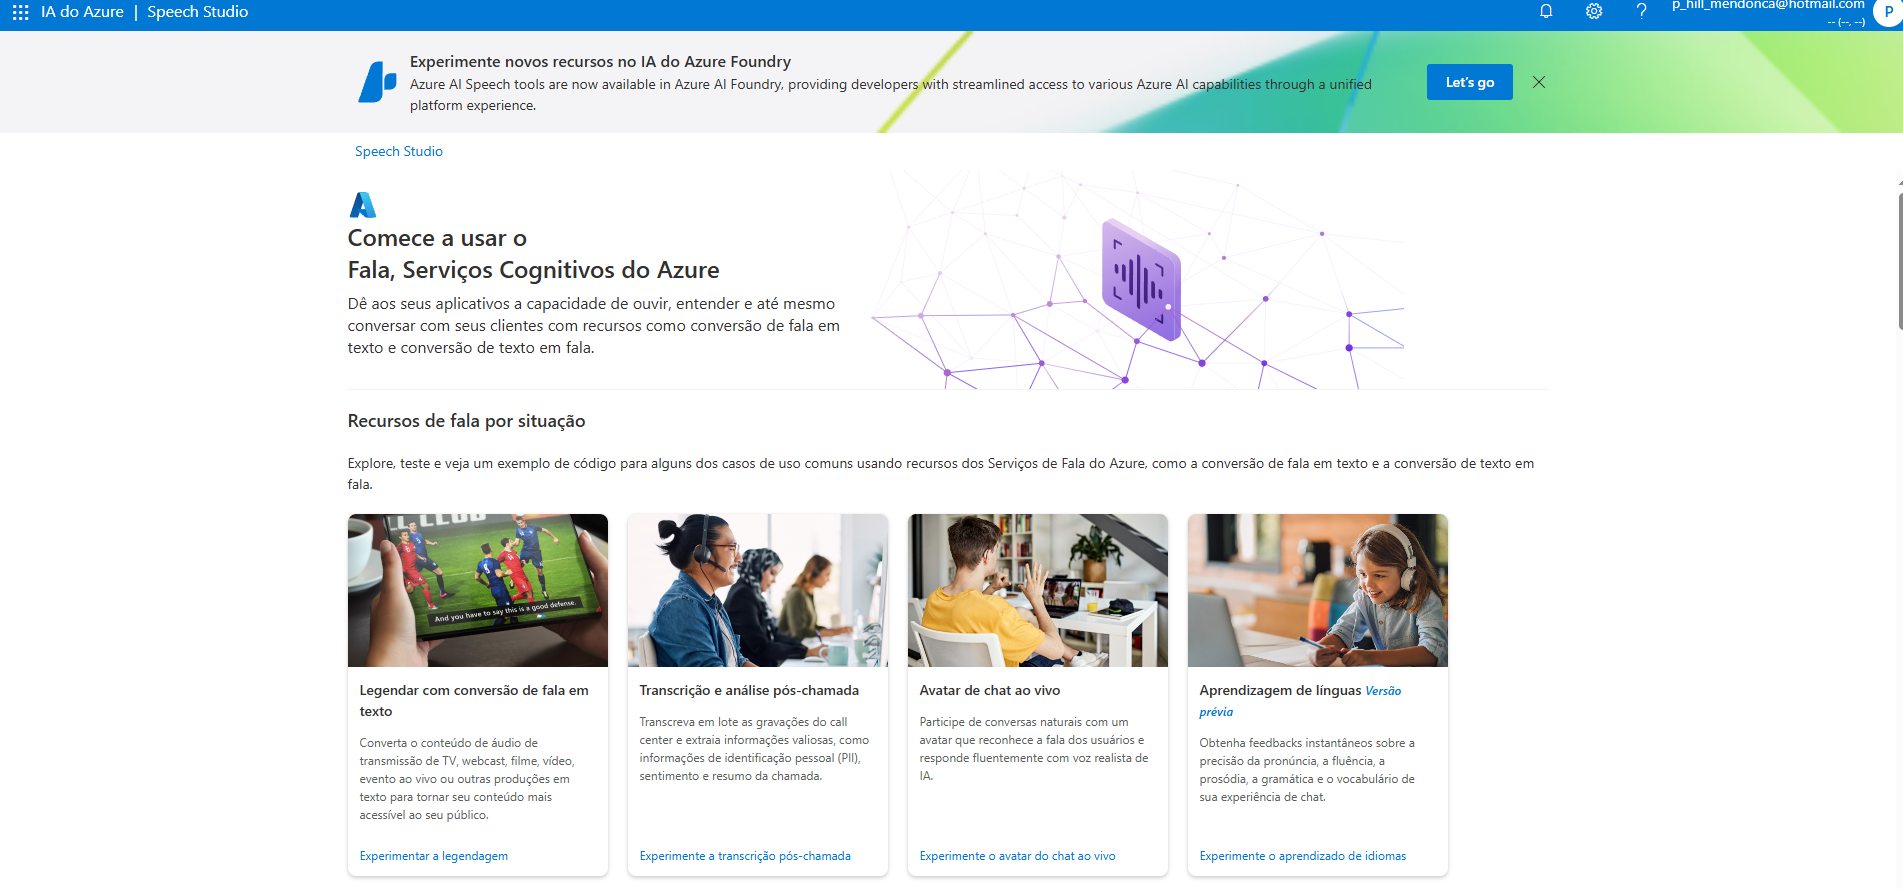 IA do Azure | Speech Studio
p_hill_mendonca@hotmail.com
-- (--, --)
P
Experimente novos recursos no IA do Azure Foundry
Azure AI Speech tools are now available in Azure AI Foundry, providing developers with streamlined access to various Azure AI capabilities through a unified
platform experience.
Let's go
Speech Studio
Comece a usar o
Fala, Serviços Cognitivos do Azure
Dê aos seus aplicativos a capacidade de ouvir, entender e até mesmo
conversar com seus clientes com recursos como conversão de fala em
texto e conversão de texto em fala.
Recursos de fala por situação
Explore, teste e veja um exemplo de código para alguns dos casos de uso comuns usando recursos dos Serviços de Fala do Azure, como a conversão de fala em texto e a conversão de texto em
fala.
And you have to say this is a good defense.
Legendar com conversão de fala em
texto
Converta o conteúdo de áudio de
transmissão de TV, webcast, filme, vídeo,
evento ao vivo ou outras produções em
texto para tornar seu conteúdo mais
acessível ao seu público.
Experimentar a legendagem
Transcrição e análise pós-chamada
Transcreva em lote as gravações do call
center e extraia informações valiosas, como
informações de identificação pessoal (PII),
sentimento e resumo da chamada.
Experimente a transcrição pós-chamada
Avatar de chat ao vivo
Participe de conversas naturais com um
avatar que reconhece a fala dos usuários e
responde fluentemente com voz realista de
IA.
Experimente o avatar do chat ao vivo
Aprendizagem de línguas Versão
prévia
Obtenha feedbacks instantâneos sobre a
precisão da pronúncia, a fluência, a
prosódia, a gramática e o vocabulário de
sua experiência de chat.
Experimente o aprendizado de idiomas